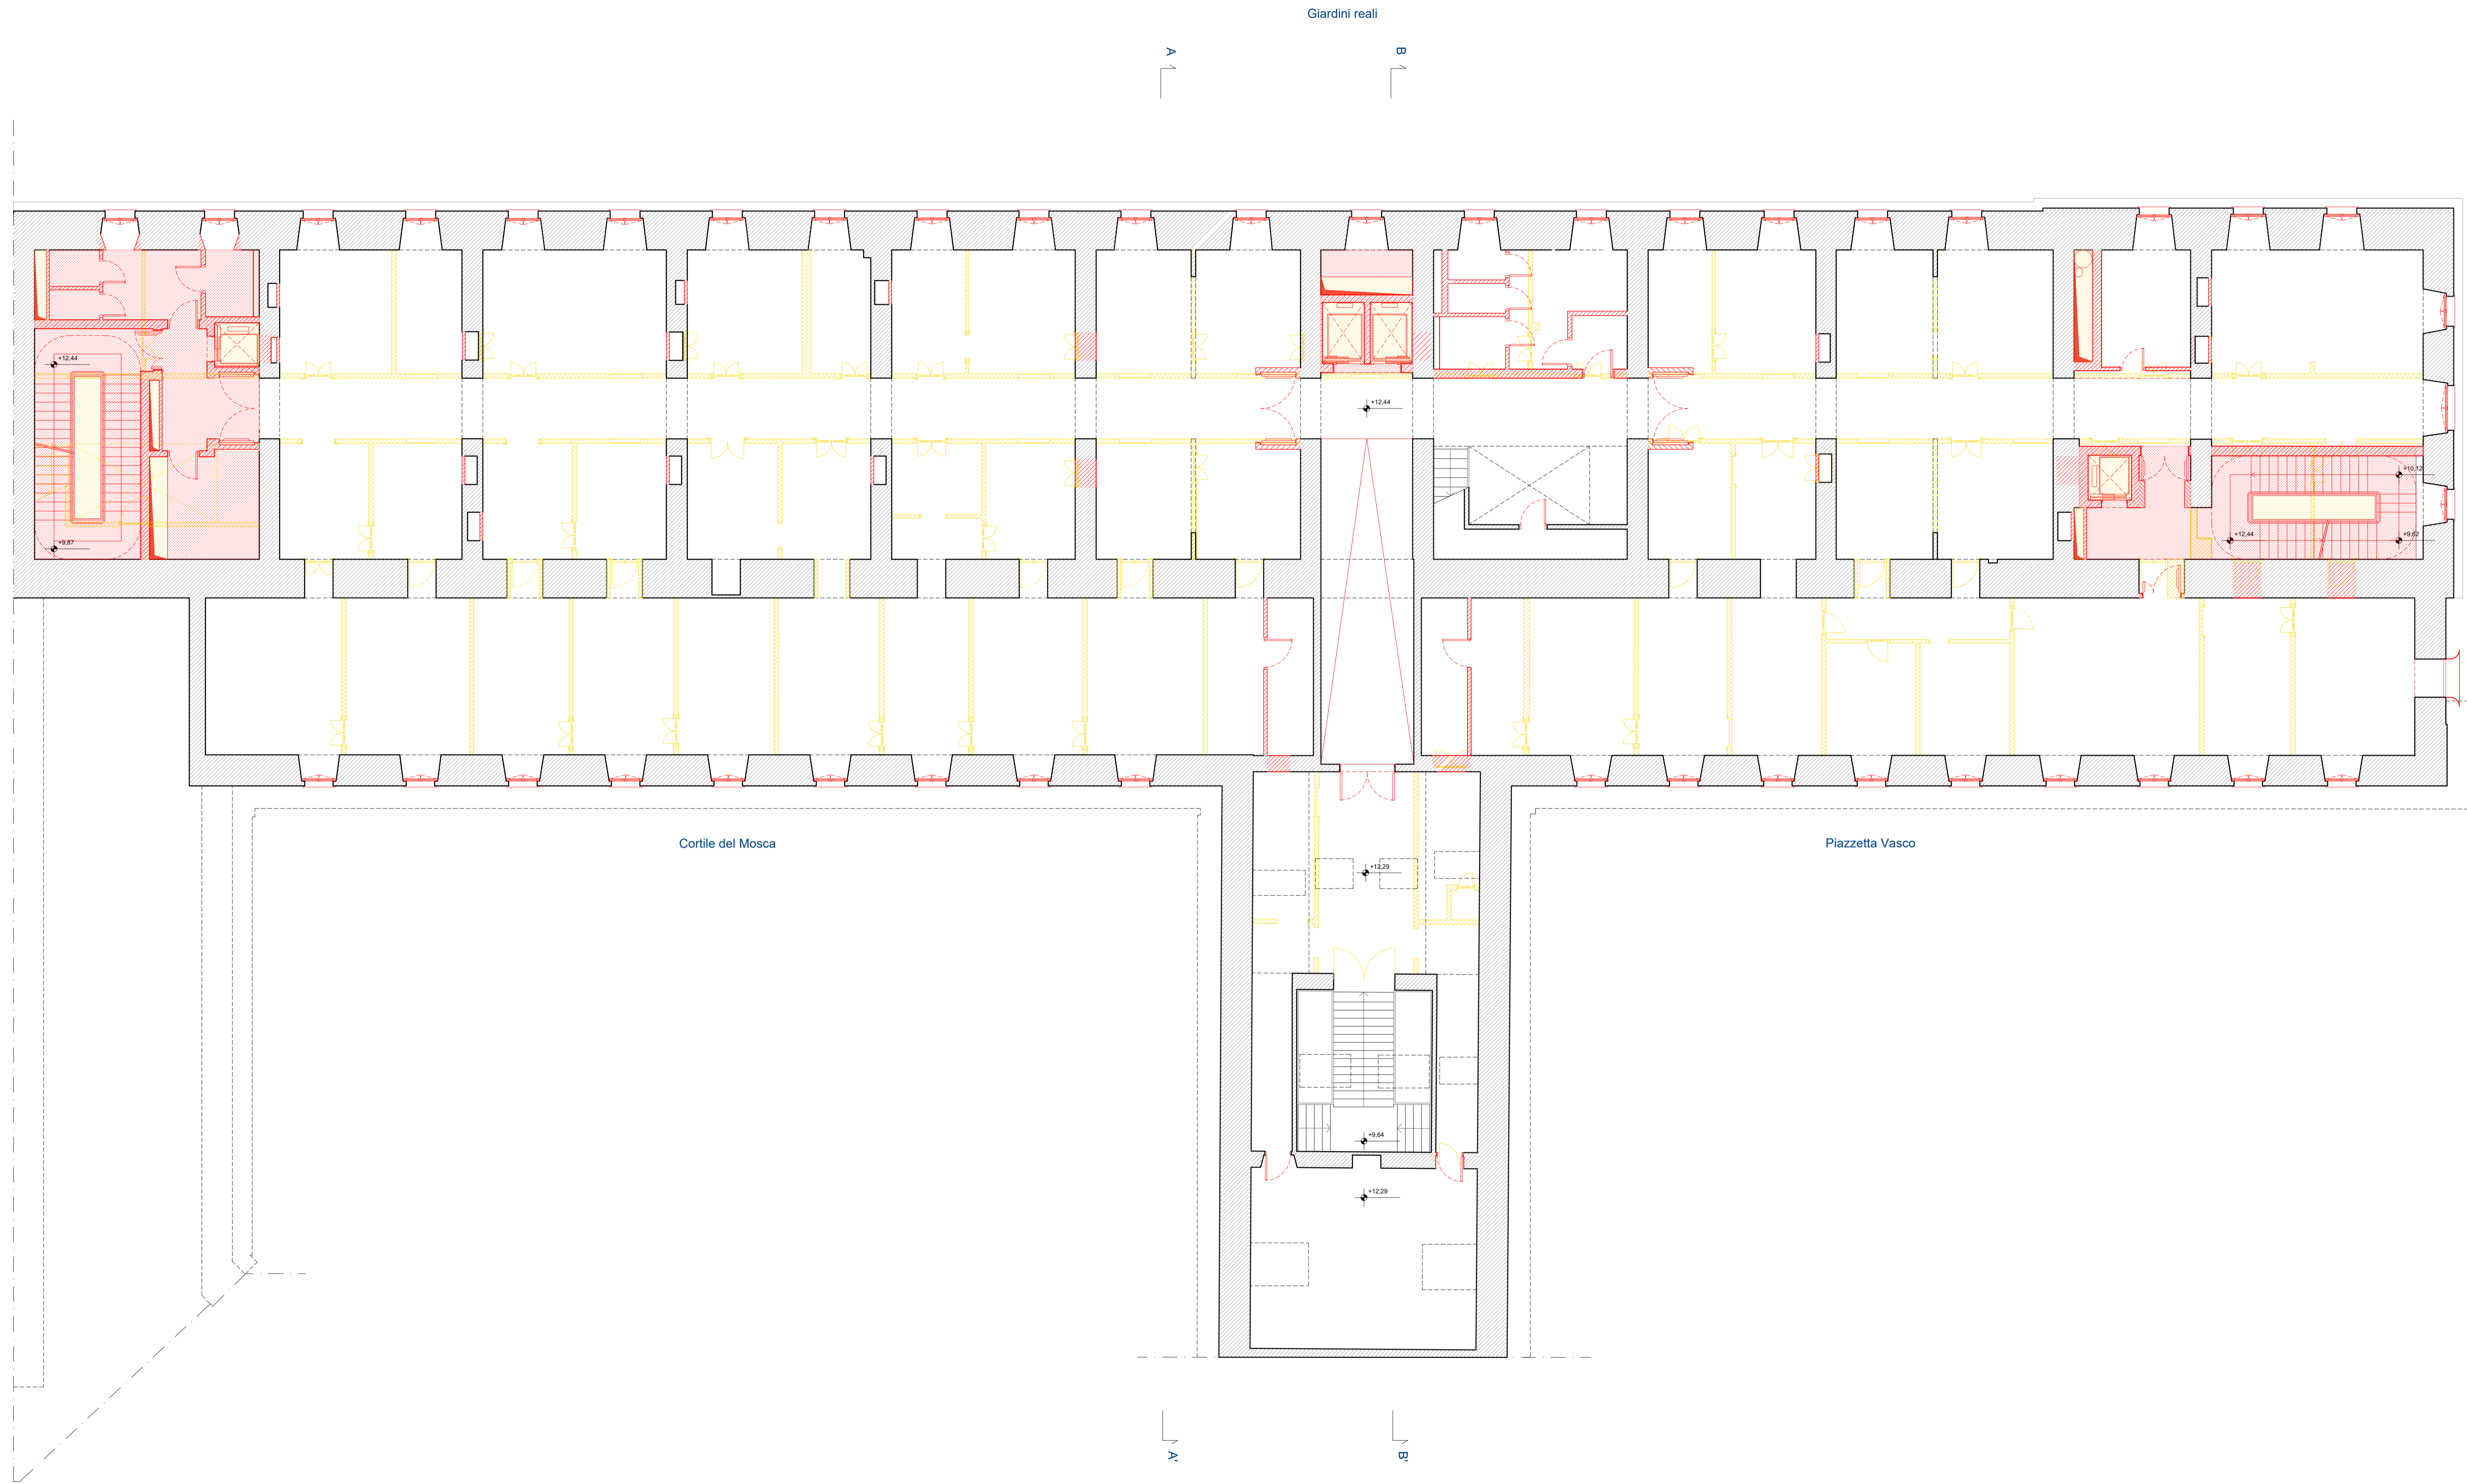 Giardini reali
A
B
+12,44
+12,44
+10,12
+9,87
+12,44
+9,62
Cortile del Mosca
Piazzetta Vasco
+12,29
+9,64
+12,29
A'
B'